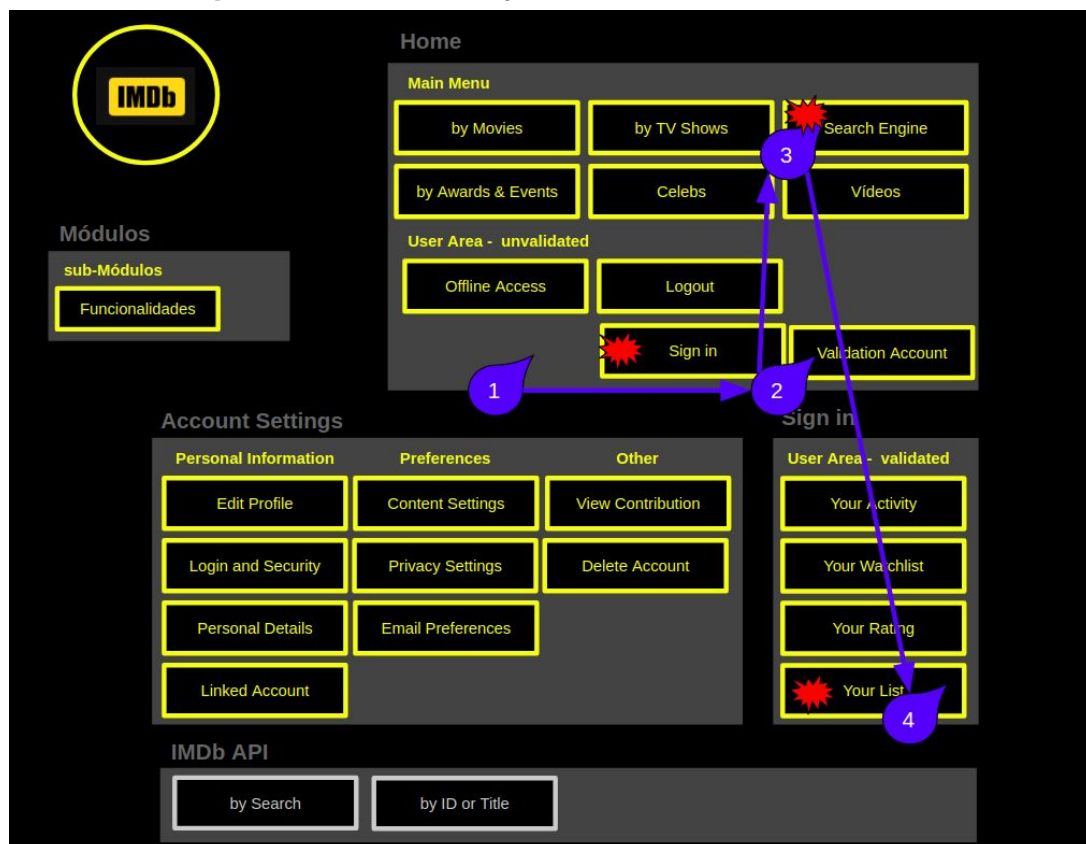 IMDb
Home
Main Menu
by Movies
by TV Shows
Search Engine
3
by Awards & Events
Celebs
Vídeos
Módulos
sub-Módulos
Funcionalidades
User Area - unvalidated
Offline Access
Logout
Sign in
Validation Account
1
2
Account Settings
Personal Information
Preferences
Other
Edit Profile
Content Settings
View Contribution
Login and Security
Privacy Settings
Delete Account
Personal Details
Email Preferences
Linked Account
Sign in
User Area - validated
Your Activity
Your Watchlist
Your Rating
Your List
4
IMDb API
by Search
by ID or Title